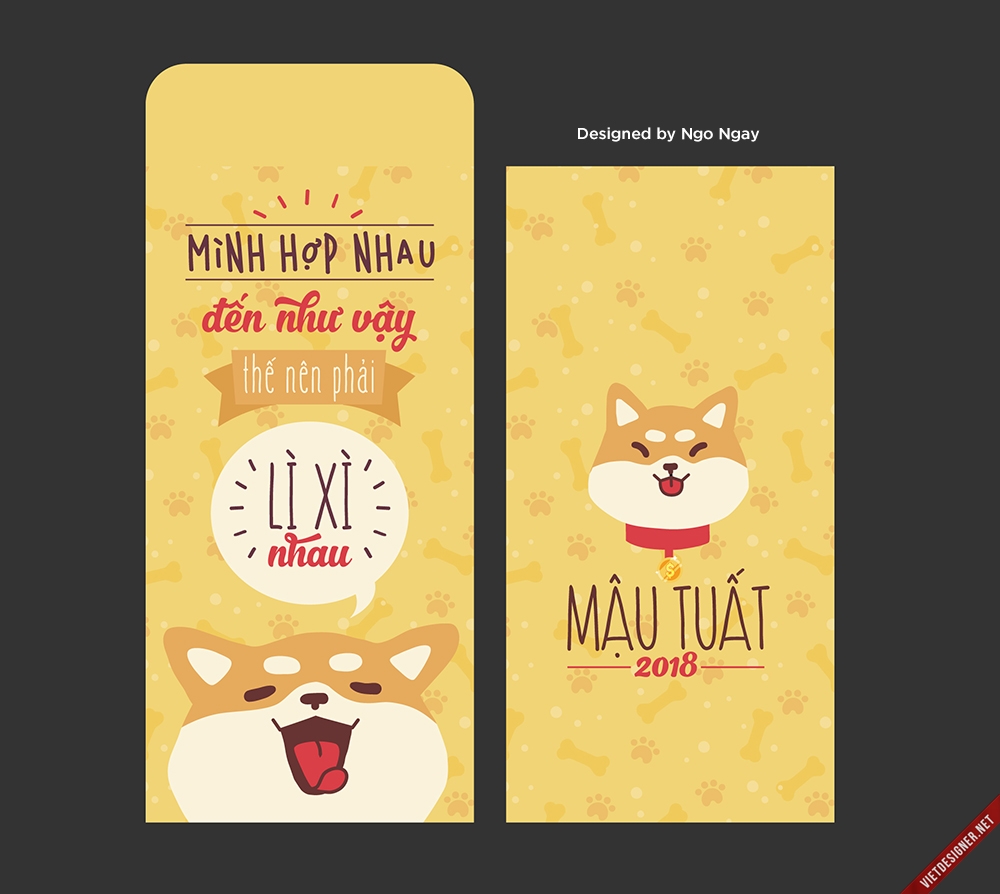 MÌNH HỢP NHAU
đến như vậy
thế nên phải
LÌ XÌ
nhau
Designed by Ngo Ngay
$
MẬU TUẤT
2018
VIETDESIGNER.NET